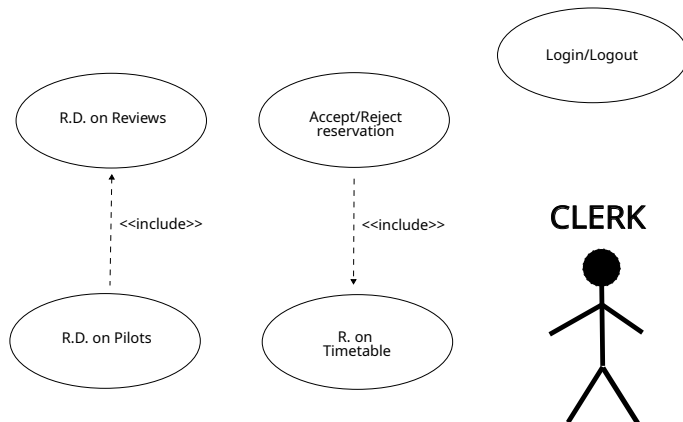 Login/Logout
R.D. on Reviews
Accept/Reject
reservation
<<include>>
<<include>>
CLERK
R.D. on Pilots
R. on
Timetable